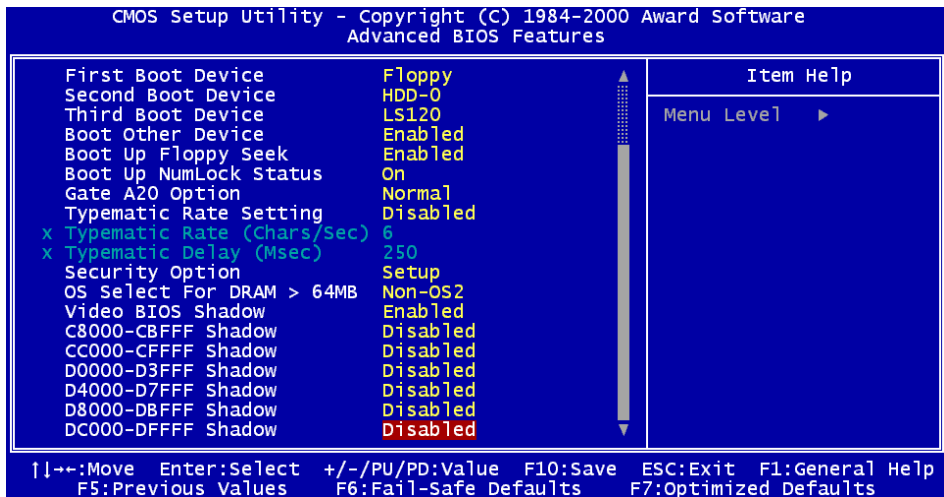 CMOS Setup Utility - Copyright (C) 1984-2000 Award Software
Advanced BIOS Features
First Boot Device Floppy
Second Boot Device HDD-0
Third Boot Device LS120
Boot Other Device Enabled
Boot Up Floppy Seek Enabled
Boot Up NumLock Status On
Gate A20 Option Normal
Typematic Rate Setting Disabled
x Typematic Rate (Chars/Sec) 6
x Typematic Delay (Msec) 250
Security Option Setup
OS Select For DRAM > 64MB Non-OS2
Video BIOS Shadow Enabled
C8000-CBFFF Shadow Disabled
CC000-CFFFF Shadow Disabled
D0000-D3FFF Shadow Disabled
D4000-D7FFF Shadow Disabled
D8000-DBFFF Shadow Disabled
DC000-DFFFF Shadow Disabled
Item Help
Menu Level ▶
↑↓→←:Move Enter:Select +/-/PU/PD:Value F10:Save ESC:Exit F1:General Help
F5:Previous Values F6:Fail-Safe Defaults F7:Optimized Defaults